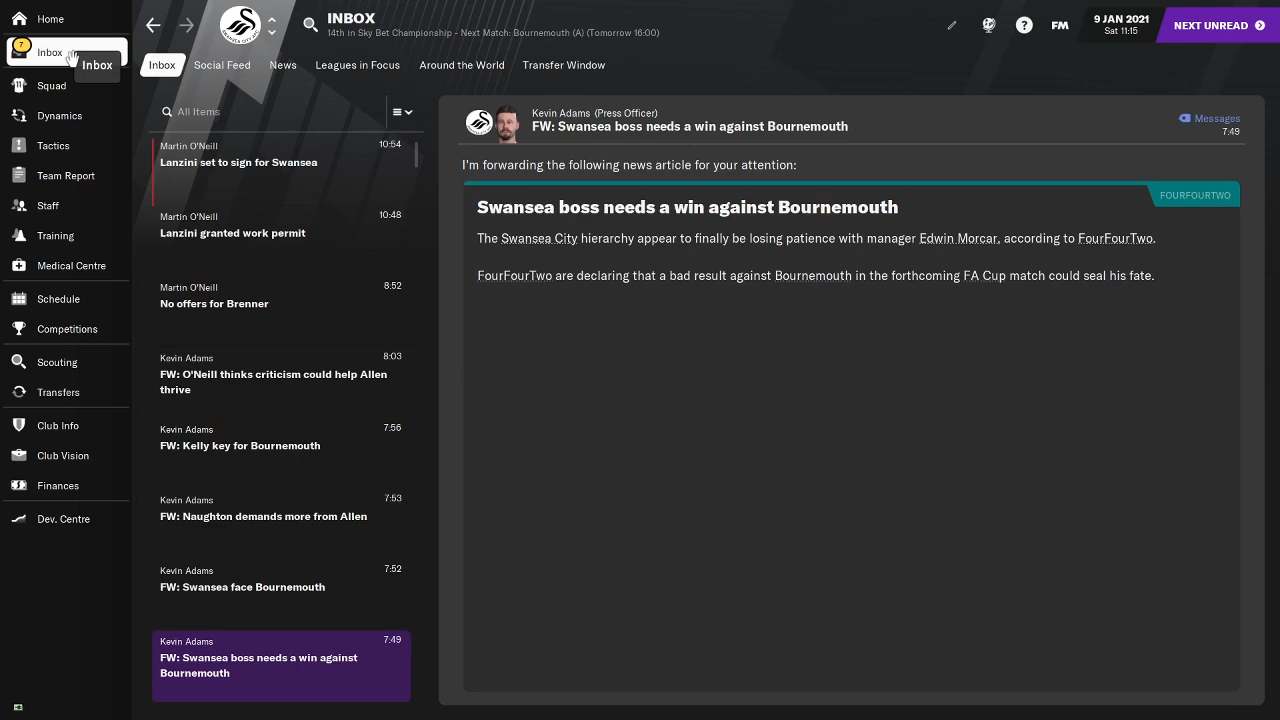 Home
7
Inbox
Inbox
Squad
Dynamics
Tactics
Team Report
Staff
Training
Medical Centre
Schedule
Competitions
Scouting
Transfers
Club Info
Club Vision
Finances
Dev. Centre
INBOX
14th in Sky Bet Championship - Next Match: Bournemouth (A) (Tomorrow 16:00)
?
FM
9 JAN 2021
Sat 11:15
NEXT UNREAD
Inbox
Social Feed
News
Leagues in Focus
Around the World
Transfer Window
All Items
Martin O'Neill 10:54
Lanzini set to sign for Swansea
Martin O'Neill 10:48
Lanzini granted work permit
Martin O'Neill 8:52
No offers for Brenner
Kevin Adams 8:03
FW: O'Neill thinks criticism could help Allen
thrive
Kevin Adams 7:56
FW: Kelly key for Bournemouth
Kevin Adams 7:53
FW: Naughton demands more from Allen
Kevin Adams 7:52
FW: Swansea face Bournemouth
Kevin Adams 7:49
FW: Swansea boss needs a win against
Bournemouth
Kevin Adams (Press Officer)
FW: Swansea boss needs a win against Bournemouth
Messages
7:49
I'm forwarding the following news article for your attention:
FOURFOURTWO
Swansea boss needs a win against Bournemouth
The Swansea City hierarchy appear to finally be losing patience with manager Edwin Morcar, according to FourFourTwo.
FourFourTwo are declaring that a bad result against Bournemouth in the forthcoming FA Cup match could seal his fate.